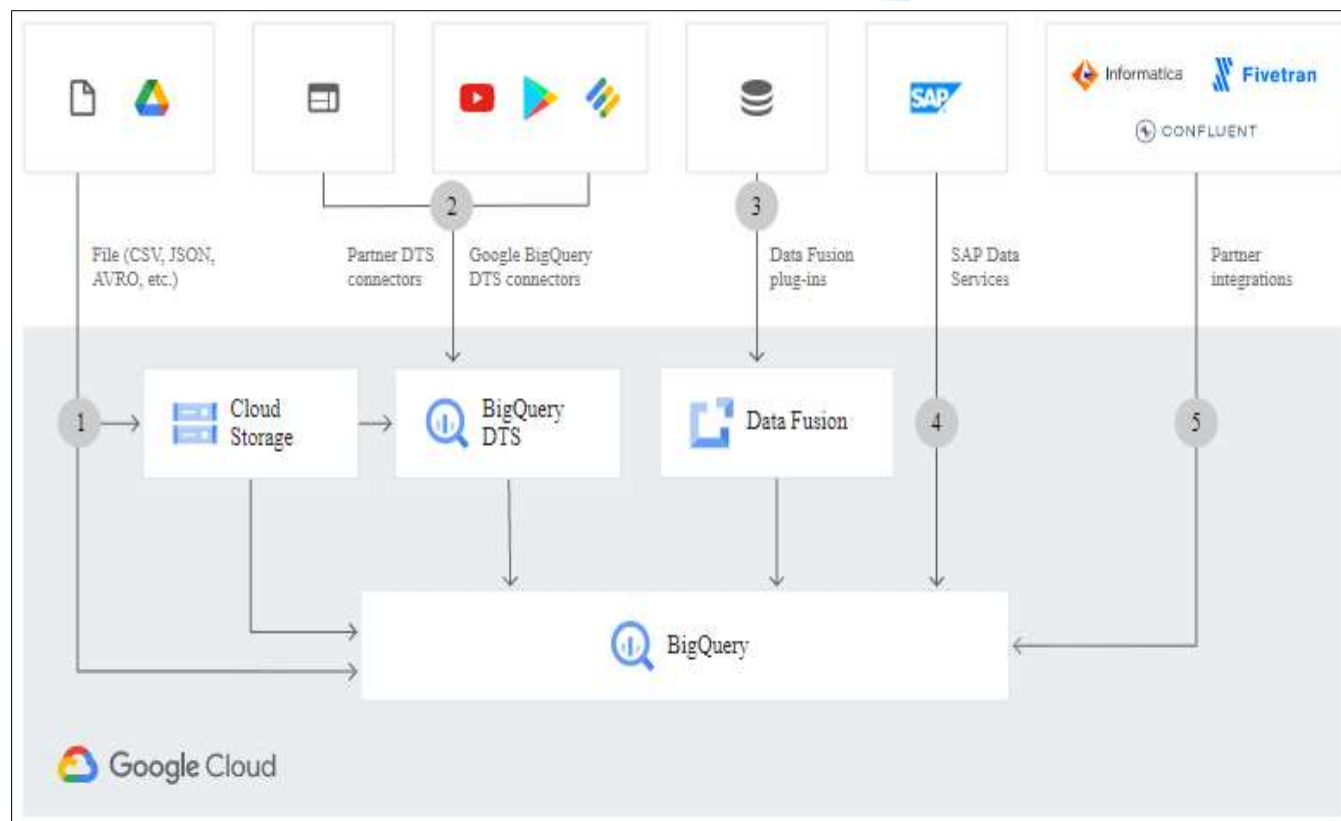 SAP
Informatica
Fivetran
CONFLUENT
2
3
File (CSV, JSON,
AVRO, etc.)
Partner DTS
connectors
Google BigQuery
DTS connectors
Data Fusion
plug-ins
SAP Data
Services
Partner
integrations
1
Cloud
Storage
BigQuery
DTS
Data Fusion
4
5
BigQuery
Google Cloud